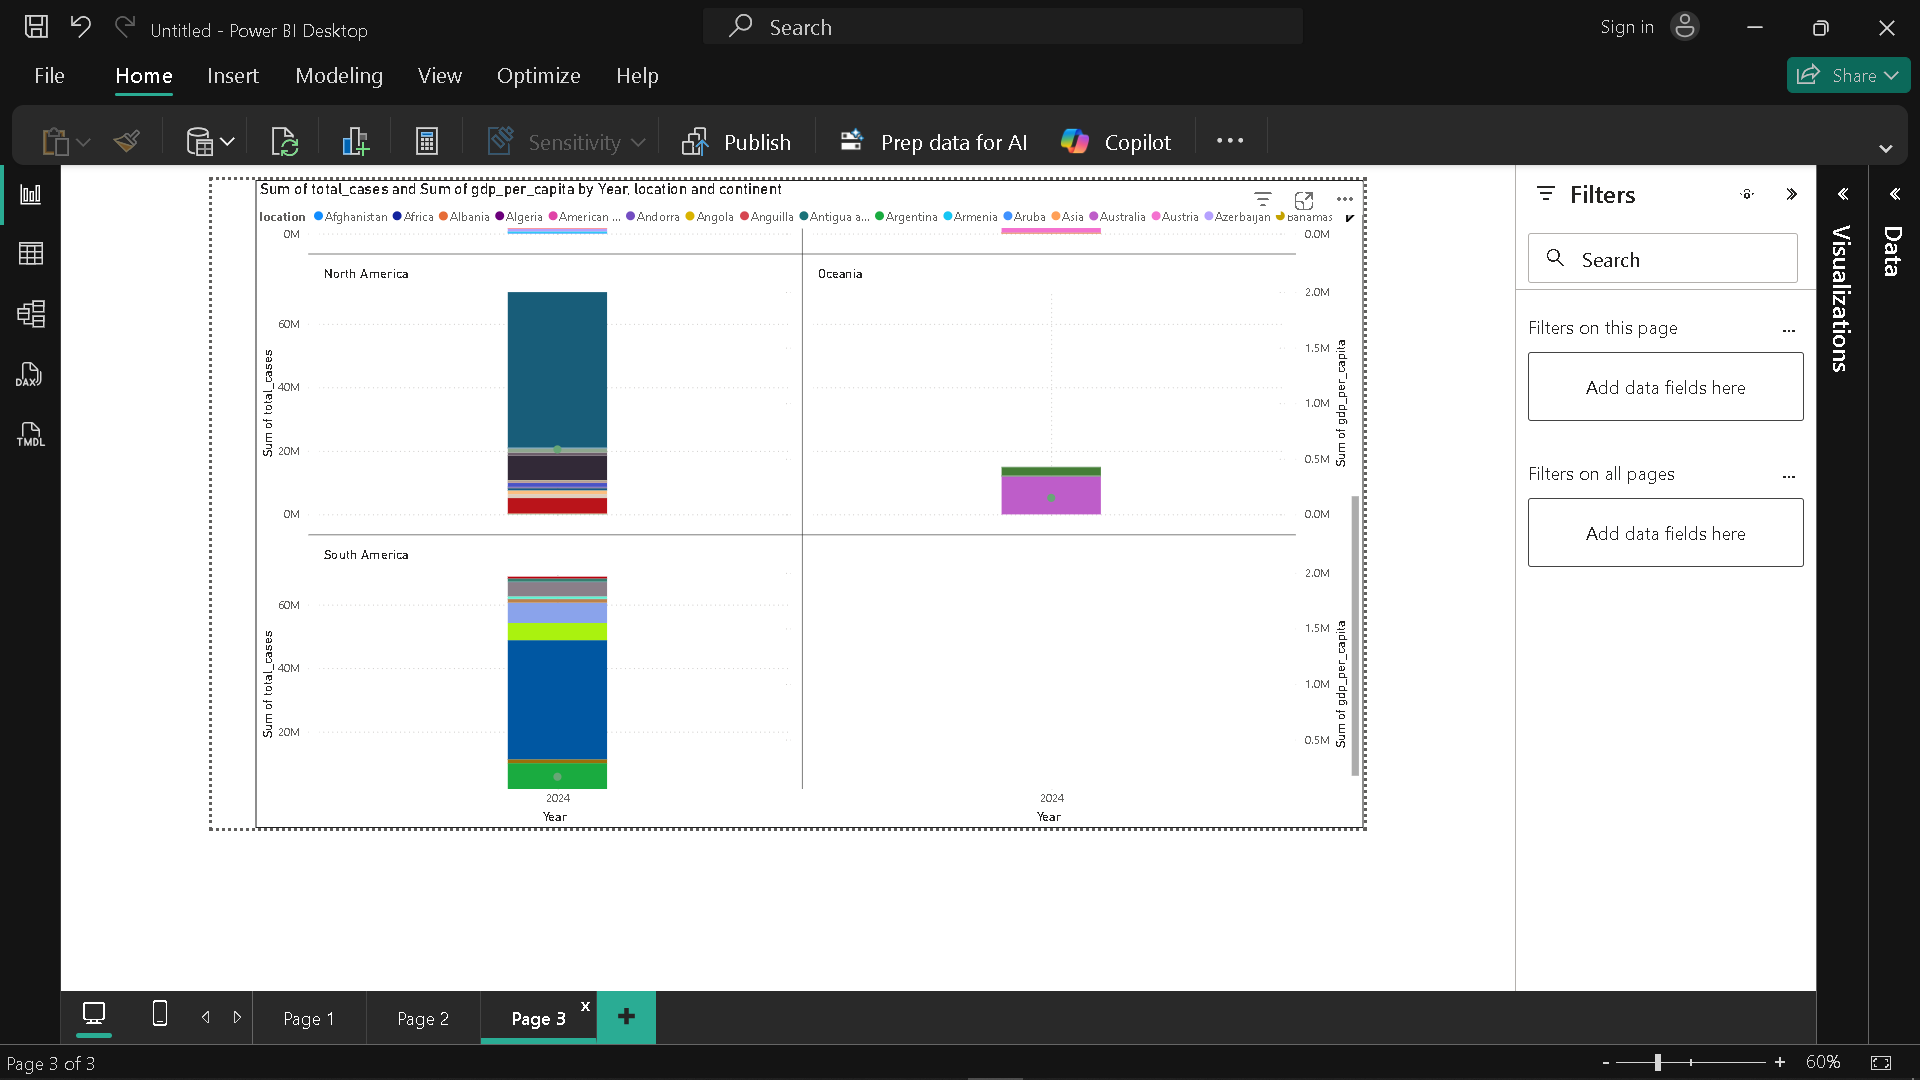 Untitled - Power BI Desktop
Search
Sign in
File
Home
Insert
Modeling
View
Optimize
Help
Share
Sensitivity
Publish
Prep data for AI
Copilot
DAX
TMDL
Sum of total_cases and Sum of gdp_per_capita by Year, location and continent
location Afghanistan Africa Albania Algeria American ... Andorra Angola Anguilla Antigua a... Argentina Armenia Aruba Asia Australia Austria Azerbaijan Bahamas
0M
0.0M
North America
Oceania
60M
40M
20M
0M
Sum of total_cases
2.0M
1.5M
1.0M
0.5M
0.0M
Sum of gdp_per_capita
South America
60M
40M
20M
Sum of total_cases
2.0M
1.5M
1.0M
0.5M
Sum of gdp_per_capita
2024
2024
Year
Year
Filters
Search
Filters on this page
Add data fields here
Filters on all pages
Add data fields here
Visualizations
Data
Page 1
Page 2
Page 3
Page 3 of 3
60%